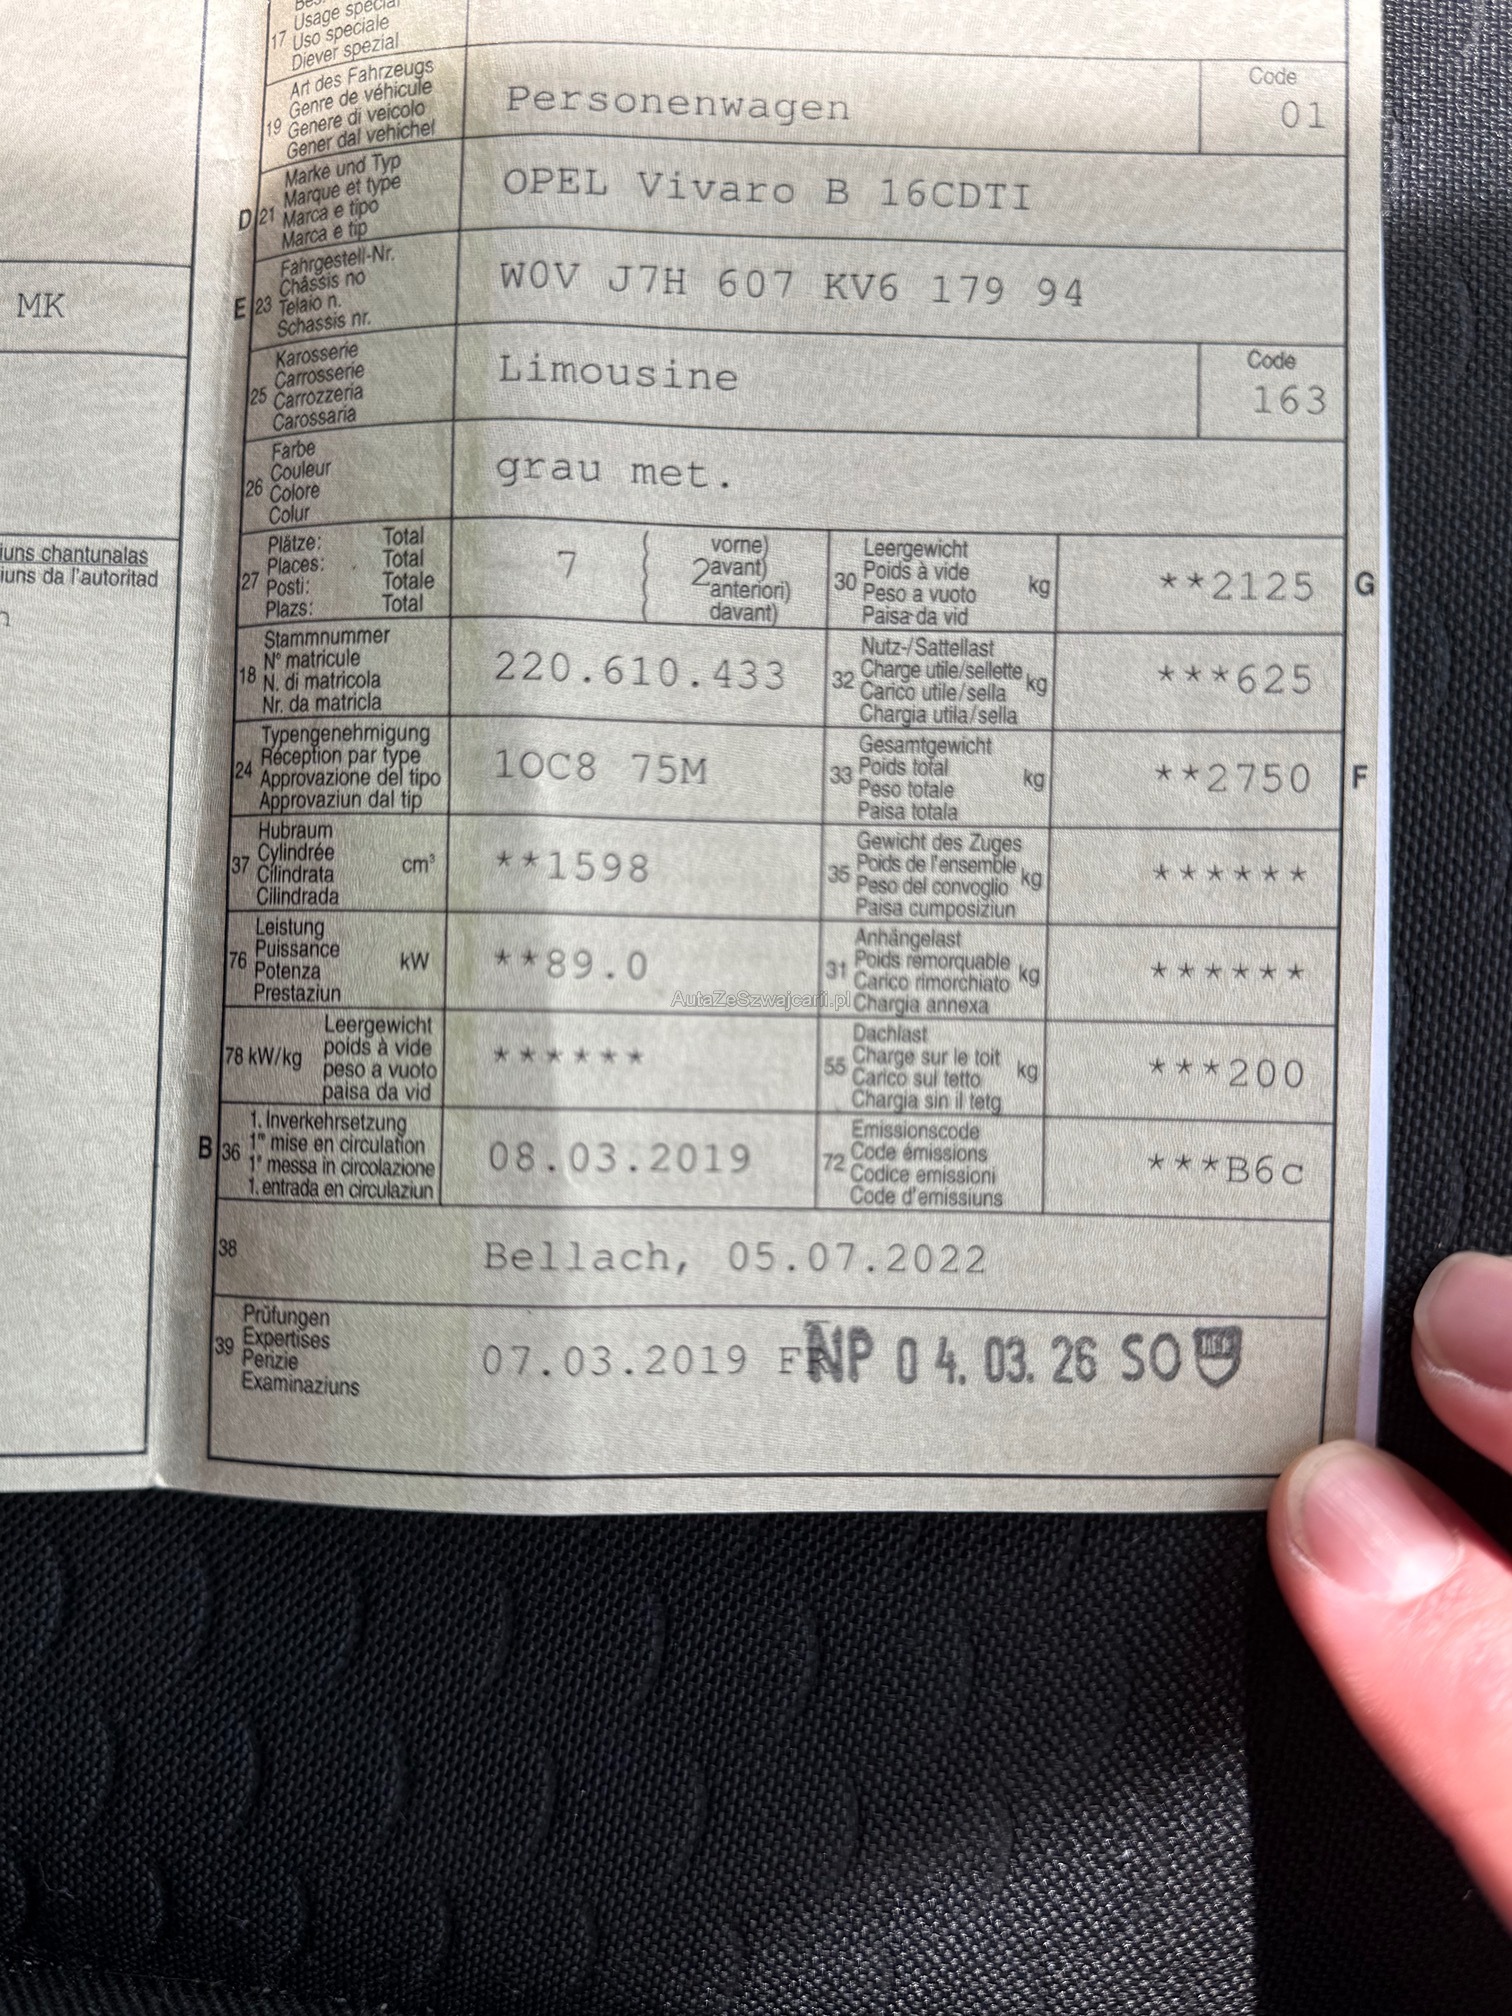 Usage special
17 Uso speciale
Diever spezial
Art des Fahrzeugs
Genre de véhicule
19 Genere di veicolo
Gener dal vehichel
Personenwagen
Code
01
Marke und Typ
Marque et type
D 21 Marca e tipo
Marca e tip
OPEL Vivaro B 16CDTI
Fahrgestell-Nr.
Châssis no
E 23 Telaio n.
Schassis nr.
W0V J7H 607 KV6 179 94
MK
Karosserie
Carrosserie
25 Carrozzeria
Carossaria
Limousine
Code
163
Farbe
Couleur
26 Colore
Colur
grau met.
iuns chantunalas
iuns da l'autoritad
Plätze: Total
Places: Total
27 Posti: Totale
Plazs: Total
7
2
vorne)
avant)
anteriori)
davant)
Leergewicht
30 Poids à vide kg
Peso a vuoto
Paisa da vid
**2125 G
Stammnummer
N° matricule
18 N. di matricola
Nr. da matricla
220.610.433
Nutz-/Sattellast
32 Charge utile/sellette kg
Carico utile/sella
Chargia utila/sella
***625
Typengenehmigung
Réception par type
24 Approvazione del tipo
Approvaziun dal tip
1OC8 75M
Gesamtgewicht
33 Poids total kg
Peso totale
Paisa totala
**2750 F
Hubraum
37 Cylindrée cm³
Cilindrata
Cilindrada
**1598
Gewicht des Zuges
35 Poids de l'ensemble kg
Peso del convoglio
Paisa cumposiziun
******
Leistung
76 Puissance kW
Potenza
Prestaziun
**89.0
Anhängelast
31 Poids remorquable kg
Carico rimorchiato
Chargia annexa
******
AutaZeSzwajcarii.pl
Leergewicht
78 kW/kg poids à vide
peso a vuoto
paisa da vid
******
Dachlast
55 Charge sur le toit kg
Carico sul tetto
Chargia sin il tetg
***200
1. Inverkehrsetzung
B 36 1re mise en circulation
1a messa in circolazione
1. entrada en circulaziun
08.03.2019
Emissionscode
72 Code émissions
Codice emissioni
Code d'emissiuns
***B6c
38
Bellach, 05.07.2022
Prüfungen
39 Expertises
Perizie
Examinaziuns
07.03.2019 FR
NP 04.03.26 SO